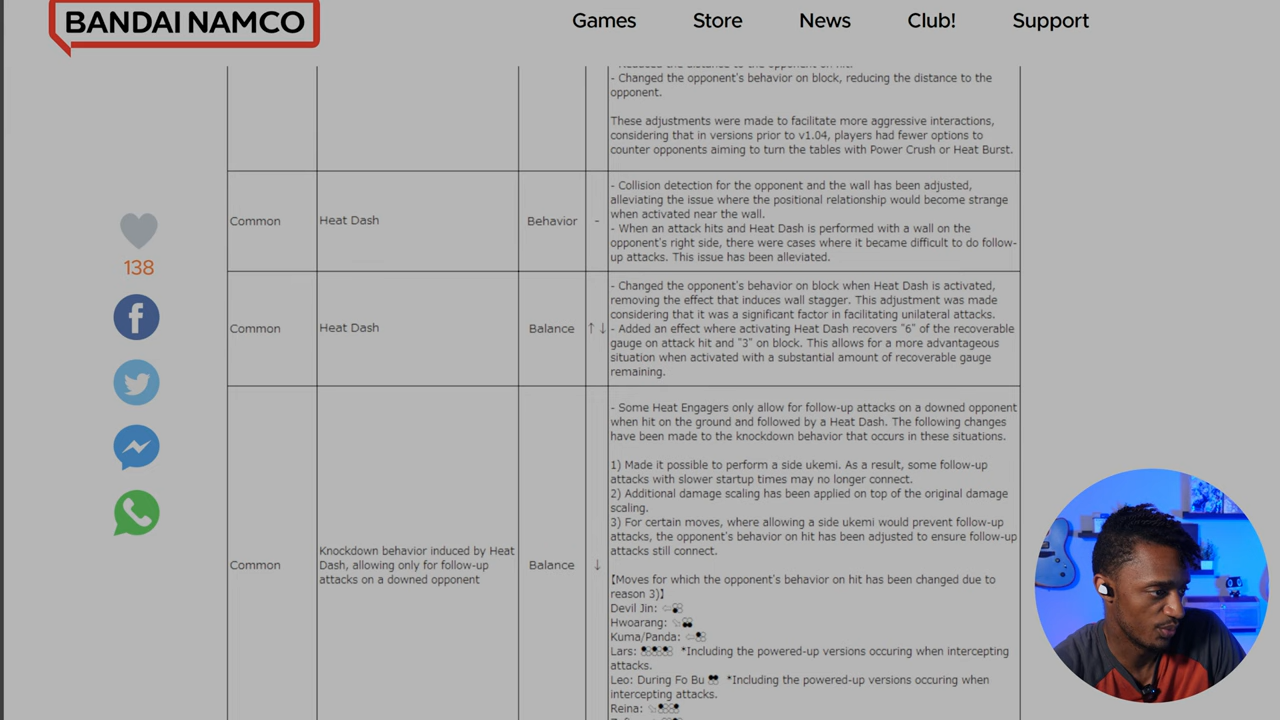 BANDAI NAMCO
Games
Store
News
Club!
Support
- Changed the opponent's behavior on block, reducing the distance to the
opponent.
These adjustments were made to facilitate more aggressive interactions,
considering that in versions prior to v1.04, players had fewer options to
counter opponents aiming to turn the tables with Power Crush or Heat Burst.
138
Common
Heat Dash
Behavior
-
- Collision detection for the opponent and the wall has been adjusted,
alleviating the issue where the positional relationship would become strange
when activated near the wall.
- When an attack hits and Heat Dash is performed with a wall on the
opponent's right side, there were cases where it became difficult to do follow-
up attacks. This issue has been alleviated.
Common
Heat Dash
Balance
↑↓
- Changed the opponent's behavior on block when Heat Dash is activated,
removing the effect that induces wall stagger. This adjustment was made
considering that it was a significant factor in facilitating unilateral attacks.
- Added an effect where activating Heat Dash recovers "6" of the recoverable
gauge on attack hit and "3" on block. This allows for a more advantageous
situation when activated with a substantial amount of recoverable gauge
remaining.
Common
Knockdown behavior induced by Heat
Dash, allowing only for follow-up
attacks on a downed opponent
Balance
↓
- Some Heat Engagers only allow for follow-up attacks on a downed opponent
when hit on the ground and followed by a Heat Dash. The following changes
have been made to the knockdown behavior that occurs in these situations.
1) Made it possible to perform a side ukemi. As a result, some follow-up
attacks with slower startup times may no longer connect.
2) Additional damage scaling has been applied on top of the original damage
scaling.
3) For certain moves, where allowing a side ukemi would prevent follow-up
attacks, the opponent's behavior on hit has been adjusted to ensure follow-up
attacks still connect.
【Moves for which the opponent's behavior on hit has been changed due to
reason 3)】
Devil Jin:
Hwoarang:
Kuma/Panda:
Lars: *Including the powered-up versions occuring when intercepting
attacks.
Leo: During Fo Bu *Including the powered-up versions occuring when
intercepting attacks.
Reina: